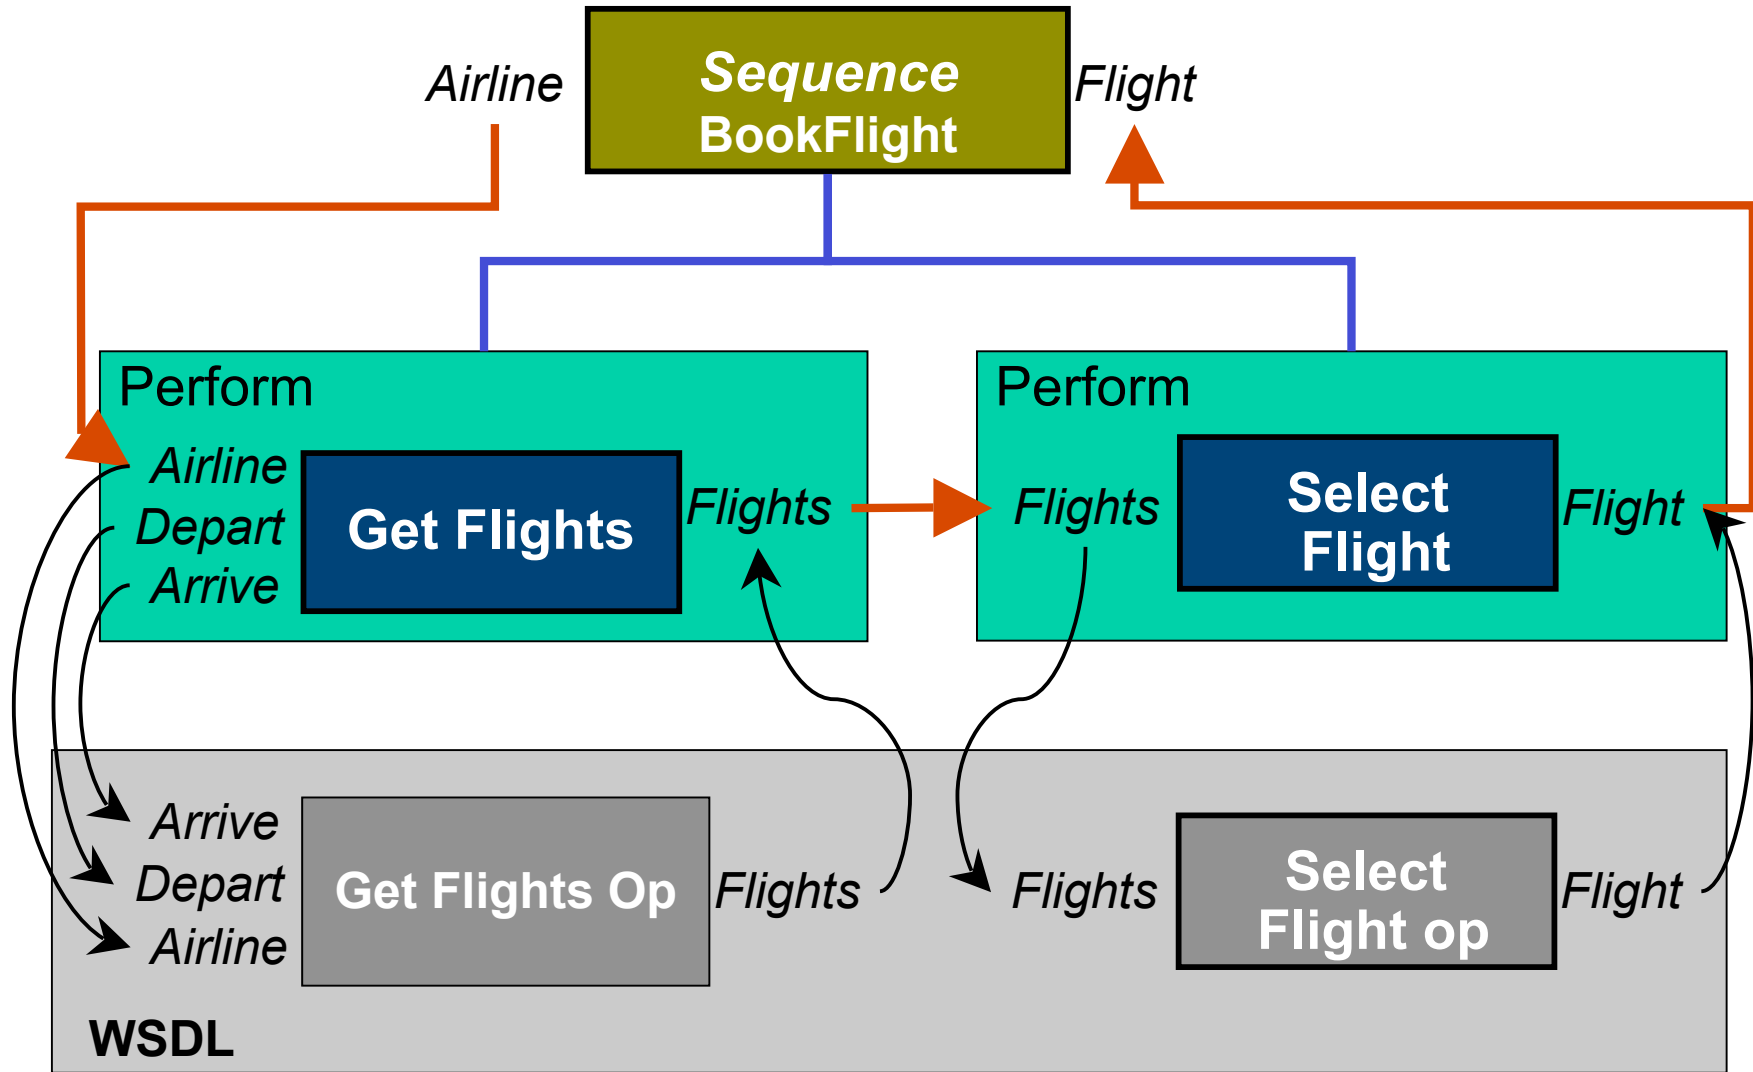 Airline
Sequence
BookFlight
Flight
Perform
Airline
Depart
Arrive
Get Flights
Flights
Perform
Flights
Select
Flight
Flight
Arrive
Depart
Airline
Get Flights Op
Flights
Flights
Select
Flight op
Flight
WSDL